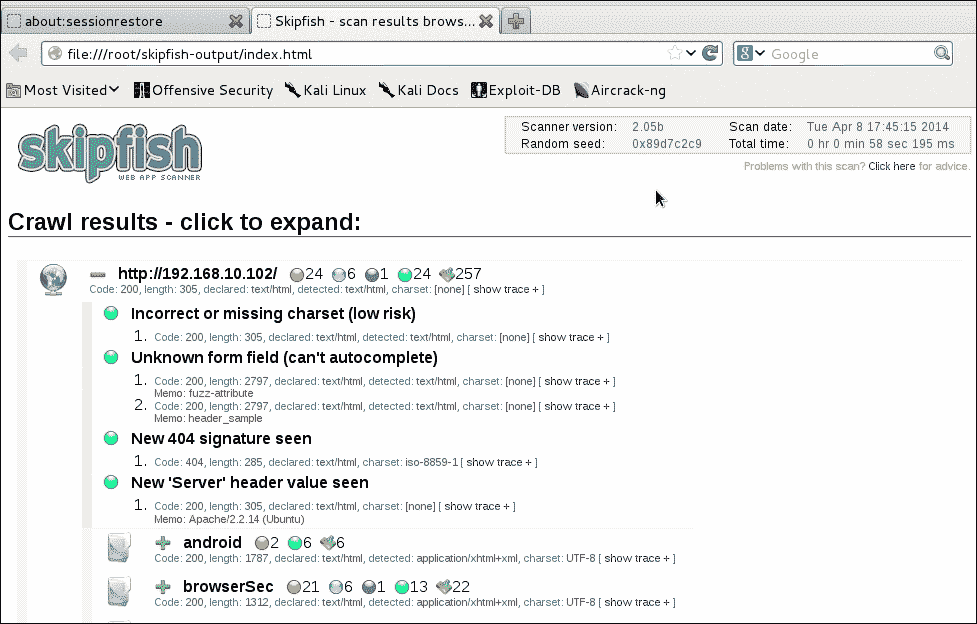 about:sessionrestore
Skipfish - scan results brows...
file:///root/skipfish-output/index.html
Google
Most Visited
Offensive Security
Kali Linux
Kali Docs
Exploit-DB
Aircrack-ng
skipfish
WEB APP SCANNER
Scanner version: 2.05b Scan date: Tue Apr 8 17:45:15 2014
Random seed: 0x89d7c2c9 Total time: 0 hr 0 min 58 sec 195 ms
Problems with this scan? Click here for advice.
Crawl results - click to expand:
http://192.168.10.102/ 24 6 1 24 257
Code: 200, length: 305, declared: text/html, detected: text/html, charset: [none] [ show trace + ]
Incorrect or missing charset (low risk)
1. Code: 200, length: 305, declared: text/html, detected: text/html, charset: [none] [ show trace + ]
Unknown form field (can't autocomplete)
1. Code: 200, length: 2797, declared: text/html, detected: text/html, charset: [none] [ show trace + ]
Memo: fuzz-attribute
2. Code: 200, length: 2797, declared: text/html, detected: text/html, charset: [none] [ show trace + ]
Memo: header_sample
New 404 signature seen
1. Code: 404, length: 285, declared: text/html, charset: iso-8859-1 [ show trace + ]
New 'Server' header value seen
1. Code: 200, length: 305, declared: text/html, charset: [none] [ show trace + ]
Memo: Apache/2.2.14 (Ubuntu)
android 2 6 6
Code: 200, length: 1787, declared: text/html, detected: application/xhtml+xml, charset: UTF-8 [ show trace + ]
browserSec 21 6 1 13 22
Code: 200, length: 1312, declared: text/html, detected: application/xhtml+xml, charset: UTF-8 [ show trace + ]